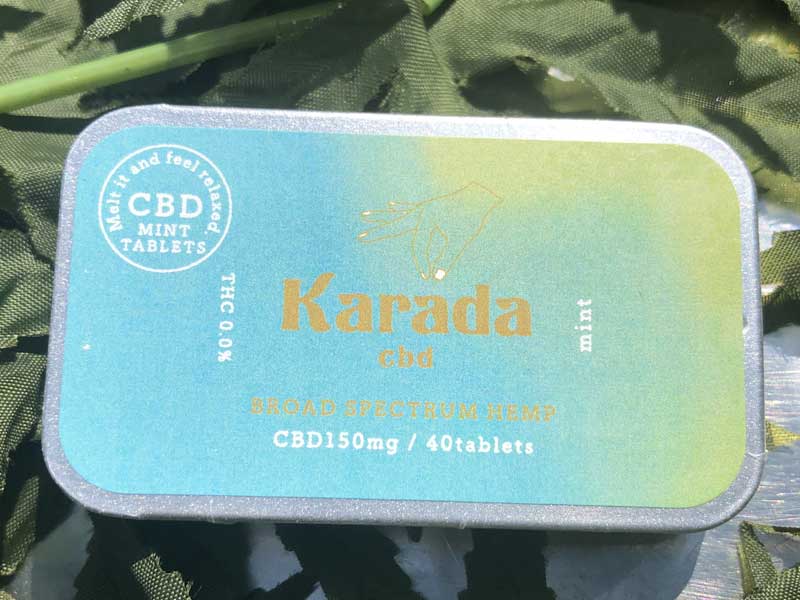 Melt it and feel relaxed.
CBD
MINT
TABLETS
THC 0.0%
Karada
cbd
mint
BROAD SPECTRUM HEMP
CBD150mg / 40tablets